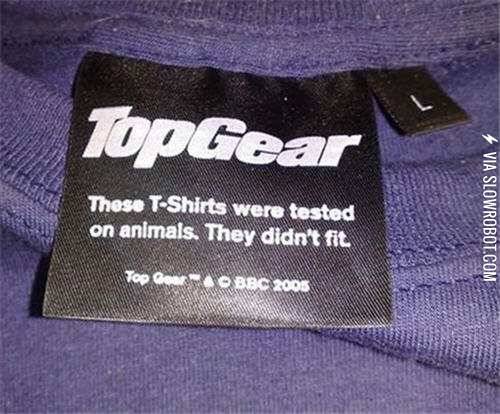 TopGear
These T-Shirts were tested
on animals. They didn't fit.
Top Gear ™ & © BBC 2005
L
VIA SLOWROBOT.COM